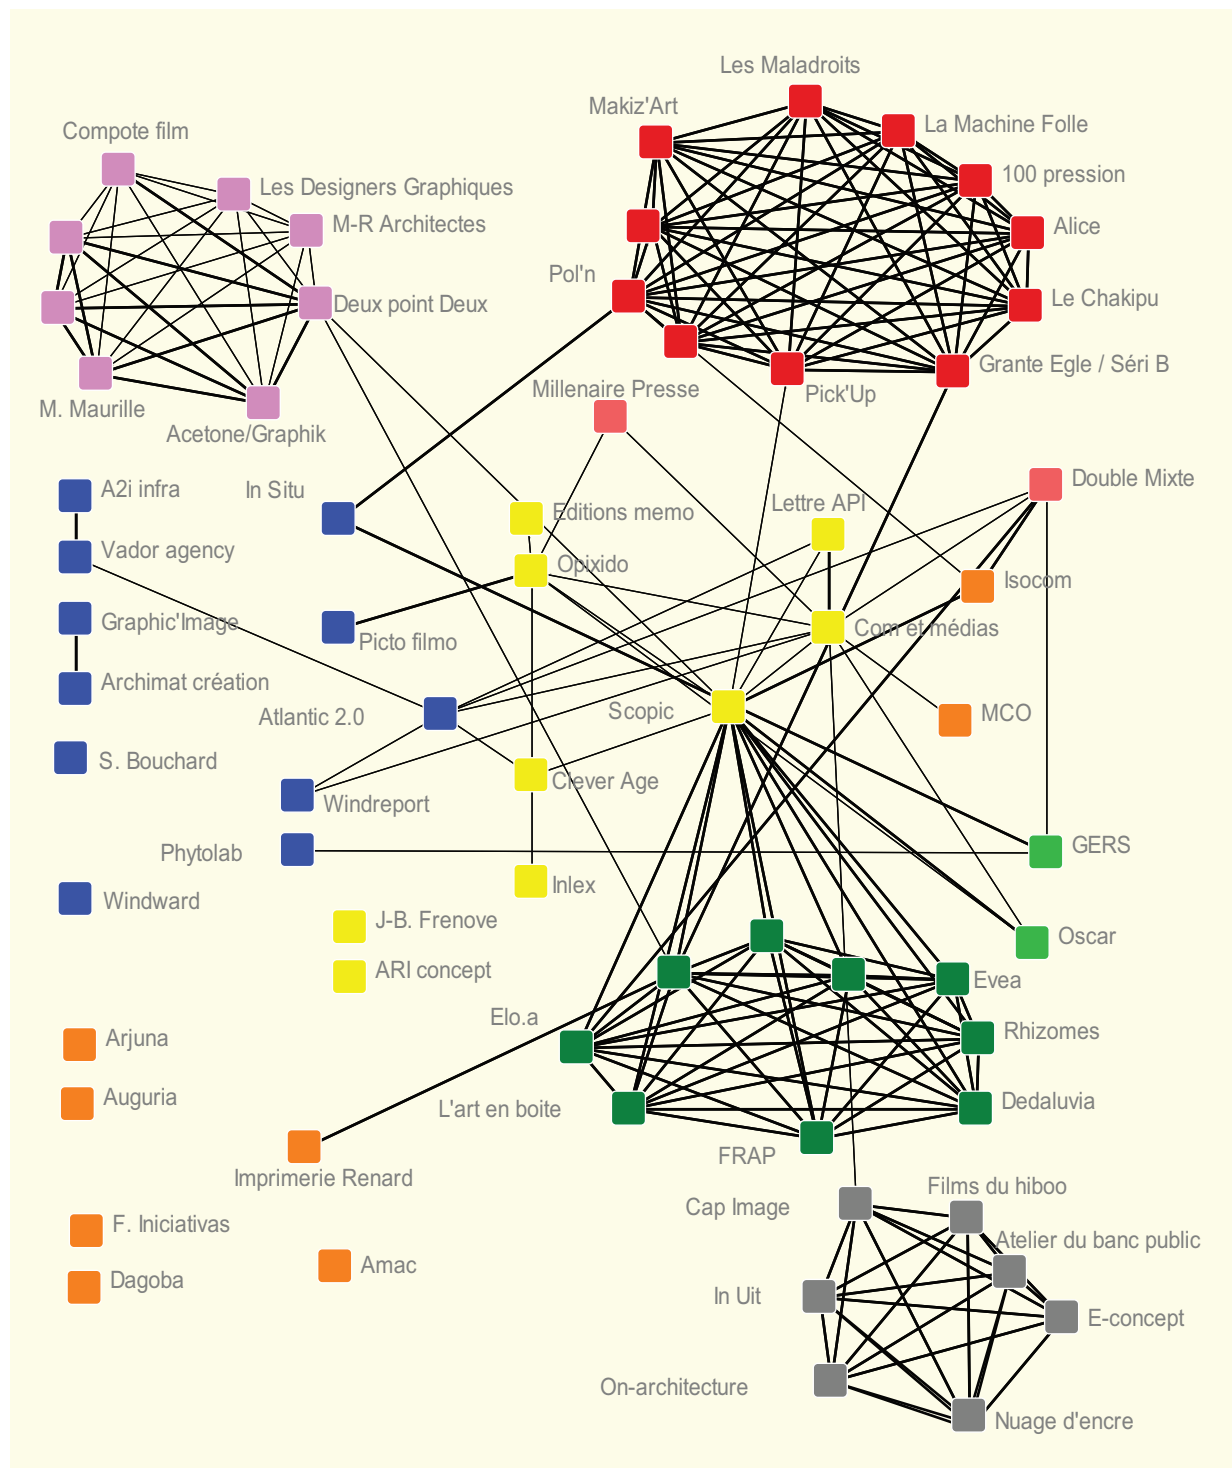 Les Maladroits
Makiz'Art
La Machine Folle
Compote film
100 pression
Les Designers Graphiques
M-R Architectes
Alice
Pol'n
Deux point Deux
Le Chakipu
Grante Egle / Séri B
Millenaire Presse
Pick'Up
M. Maurille
Acetone/Graphik
A2i infra
In Situ
Double Mixte
Lettre API
Editions memo
Vador agency
Opixido
Isocom
Graphic'Image
Picto filmo
Com et médias
Archimat création
Atlantic 2.0
Scopic
MCO
S. Bouchard
Clever Age
Windreport
Phytolab
GERS
Inlex
Windward
J-B. Frenove
Oscar
ARI concept
Evea
Elo.a
Rhizomes
Arjuna
Auguria
L'art en boite
Dedaluvia
FRAP
Imprimerie Renard
Films du hiboo
Cap Image
F. Iniciativas
Atelier du banc public
Amac
Dagoba
In Uit
E-concept
On-architecture
Nuage d'encre